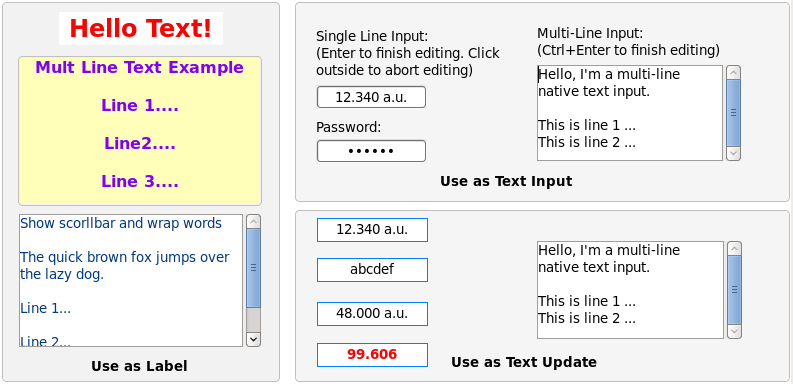 Hello Text!
Mult Line Text Example
Line 1....
Line2....
Line 3....
Show scorllbar and wrap words
The quick brown fox jumps over
the lazy dog.
Line 1...
Line 2...
Use as Label
Single Line Input:
(Enter to finish editing. Click
outside to abort editing)
12.340 a.u.
Password:
••••••
Multi-Line Input:
(Ctrl+Enter to finish editing)
Hello, I'm a multi-line
native text input.
This is line 1 ...
This is line 2 ...
Use as Text Input
12.340 a.u.
abcdef
48.000 a.u.
99.606
Hello, I'm a multi-line
native text input.
This is line 1 ...
This is line 2 ...
Use as Text Update